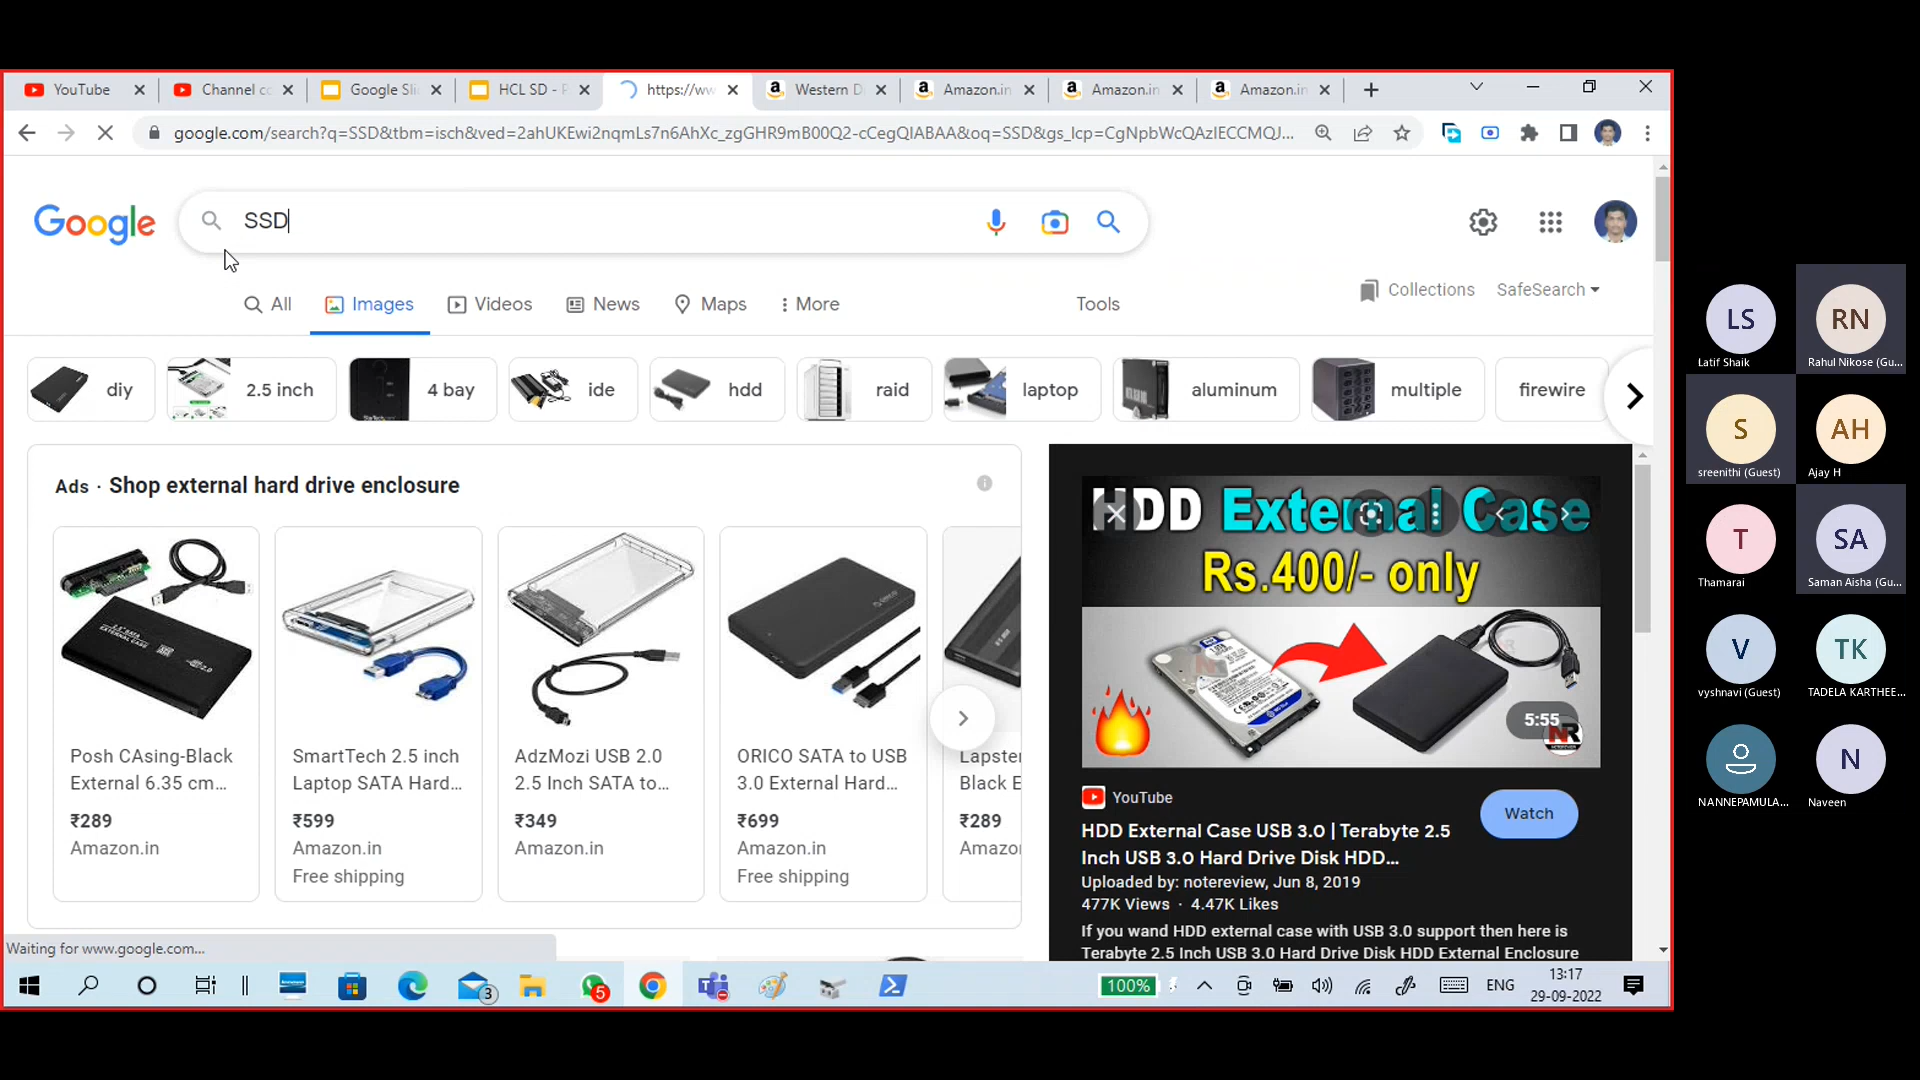 YouTube
Channel co
Google Sli
HCL SD - P
https://ww
Western D
Amazon.in
Amazon.in
Amazon.in
google.com/search?q=SSD&tbm=isch&ved=2ahUKEwi2nqmLs7n6AhXc_zgGHR9mB00Q2-cCegQIABAA&oq=SSD&gs_lcp=CgNpbWcQAzIECCMQJ...
Google
SSD
All
Images
Videos
News
Maps
More
Tools
Collections
SafeSearch
diy
2.5 inch
4 bay
ide
hdd
raid
laptop
aluminum
multiple
firewire
Ads · Shop external hard drive enclosure
Posh CAsing-Black
External 6.35 cm...
₹289
Amazon.in
SmartTech 2.5 inch
Laptop SATA Hard...
₹599
Amazon.in
Free shipping
AdzMozi USB 2.0
2.5 Inch SATA to...
₹349
Amazon.in
ORICO SATA to USB
3.0 External Hard...
₹699
Amazon.in
Free shipping
Lapster
Black E
₹289
Amazo
HDD External Case
Rs.400/- only
5:55
NR
YouTube
Watch
HDD External Case USB 3.0 | Terabyte 2.5
Inch USB 3.0 Hard Drive Disk HDD...
Uploaded by: notereview, Jun 8, 2019
477K Views · 4.47K Likes
If you wand HDD external case with USB 3.0 support then here is
Terabyte 2.5 Inch USB 3.0 Hard Drive Disk HDD External Enclosure
Waiting for www.google.com...
3
5
100%
ENG
13:17
29-09-2022
LS
Latif Shaik
RN
Rahul Nikose (Gu...
S
sreenithi (Guest)
AH
Ajay H
T
Thamarai
SA
Saman Aisha (Gu...
V
vyshnavi (Guest)
TK
TADELA KARTHEE...
NANNEPAMULA...
N
Naveen